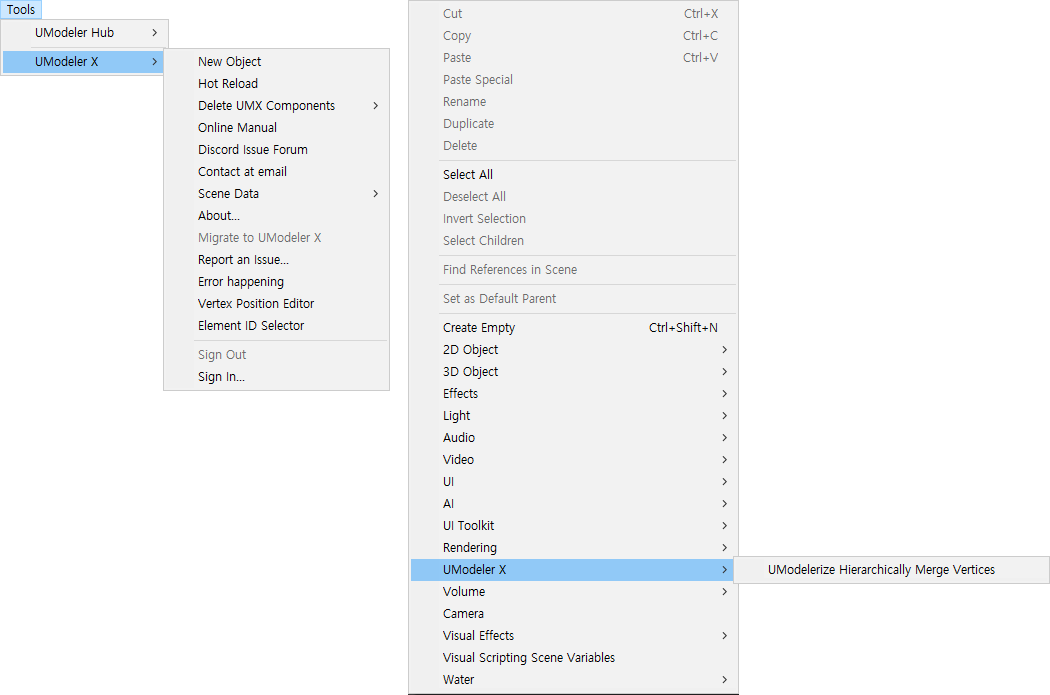 Tools
UModeler Hub
UModeler X
New Object
Hot Reload
Delete UMX Components
Online Manual
Discord Issue Forum
Contact at email
Scene Data
About...
Migrate to UModeler X
Report an Issue...
Error happening
Vertex Position Editor
Element ID Selector
Sign Out
Sign In...
Cut Ctrl+X
Copy Ctrl+C
Paste Ctrl+V
Paste Special
Rename
Duplicate
Delete
Select All
Deselect All
Invert Selection
Select Children
Find References in Scene
Set as Default Parent
Create Empty Ctrl+Shift+N
2D Object
3D Object
Effects
Light
Audio
Video
UI
AI
UI Toolkit
Rendering
UModeler X
UModelerize Hierarchically Merge Vertices
Volume
Camera
Visual Effects
Visual Scripting Scene Variables
Water